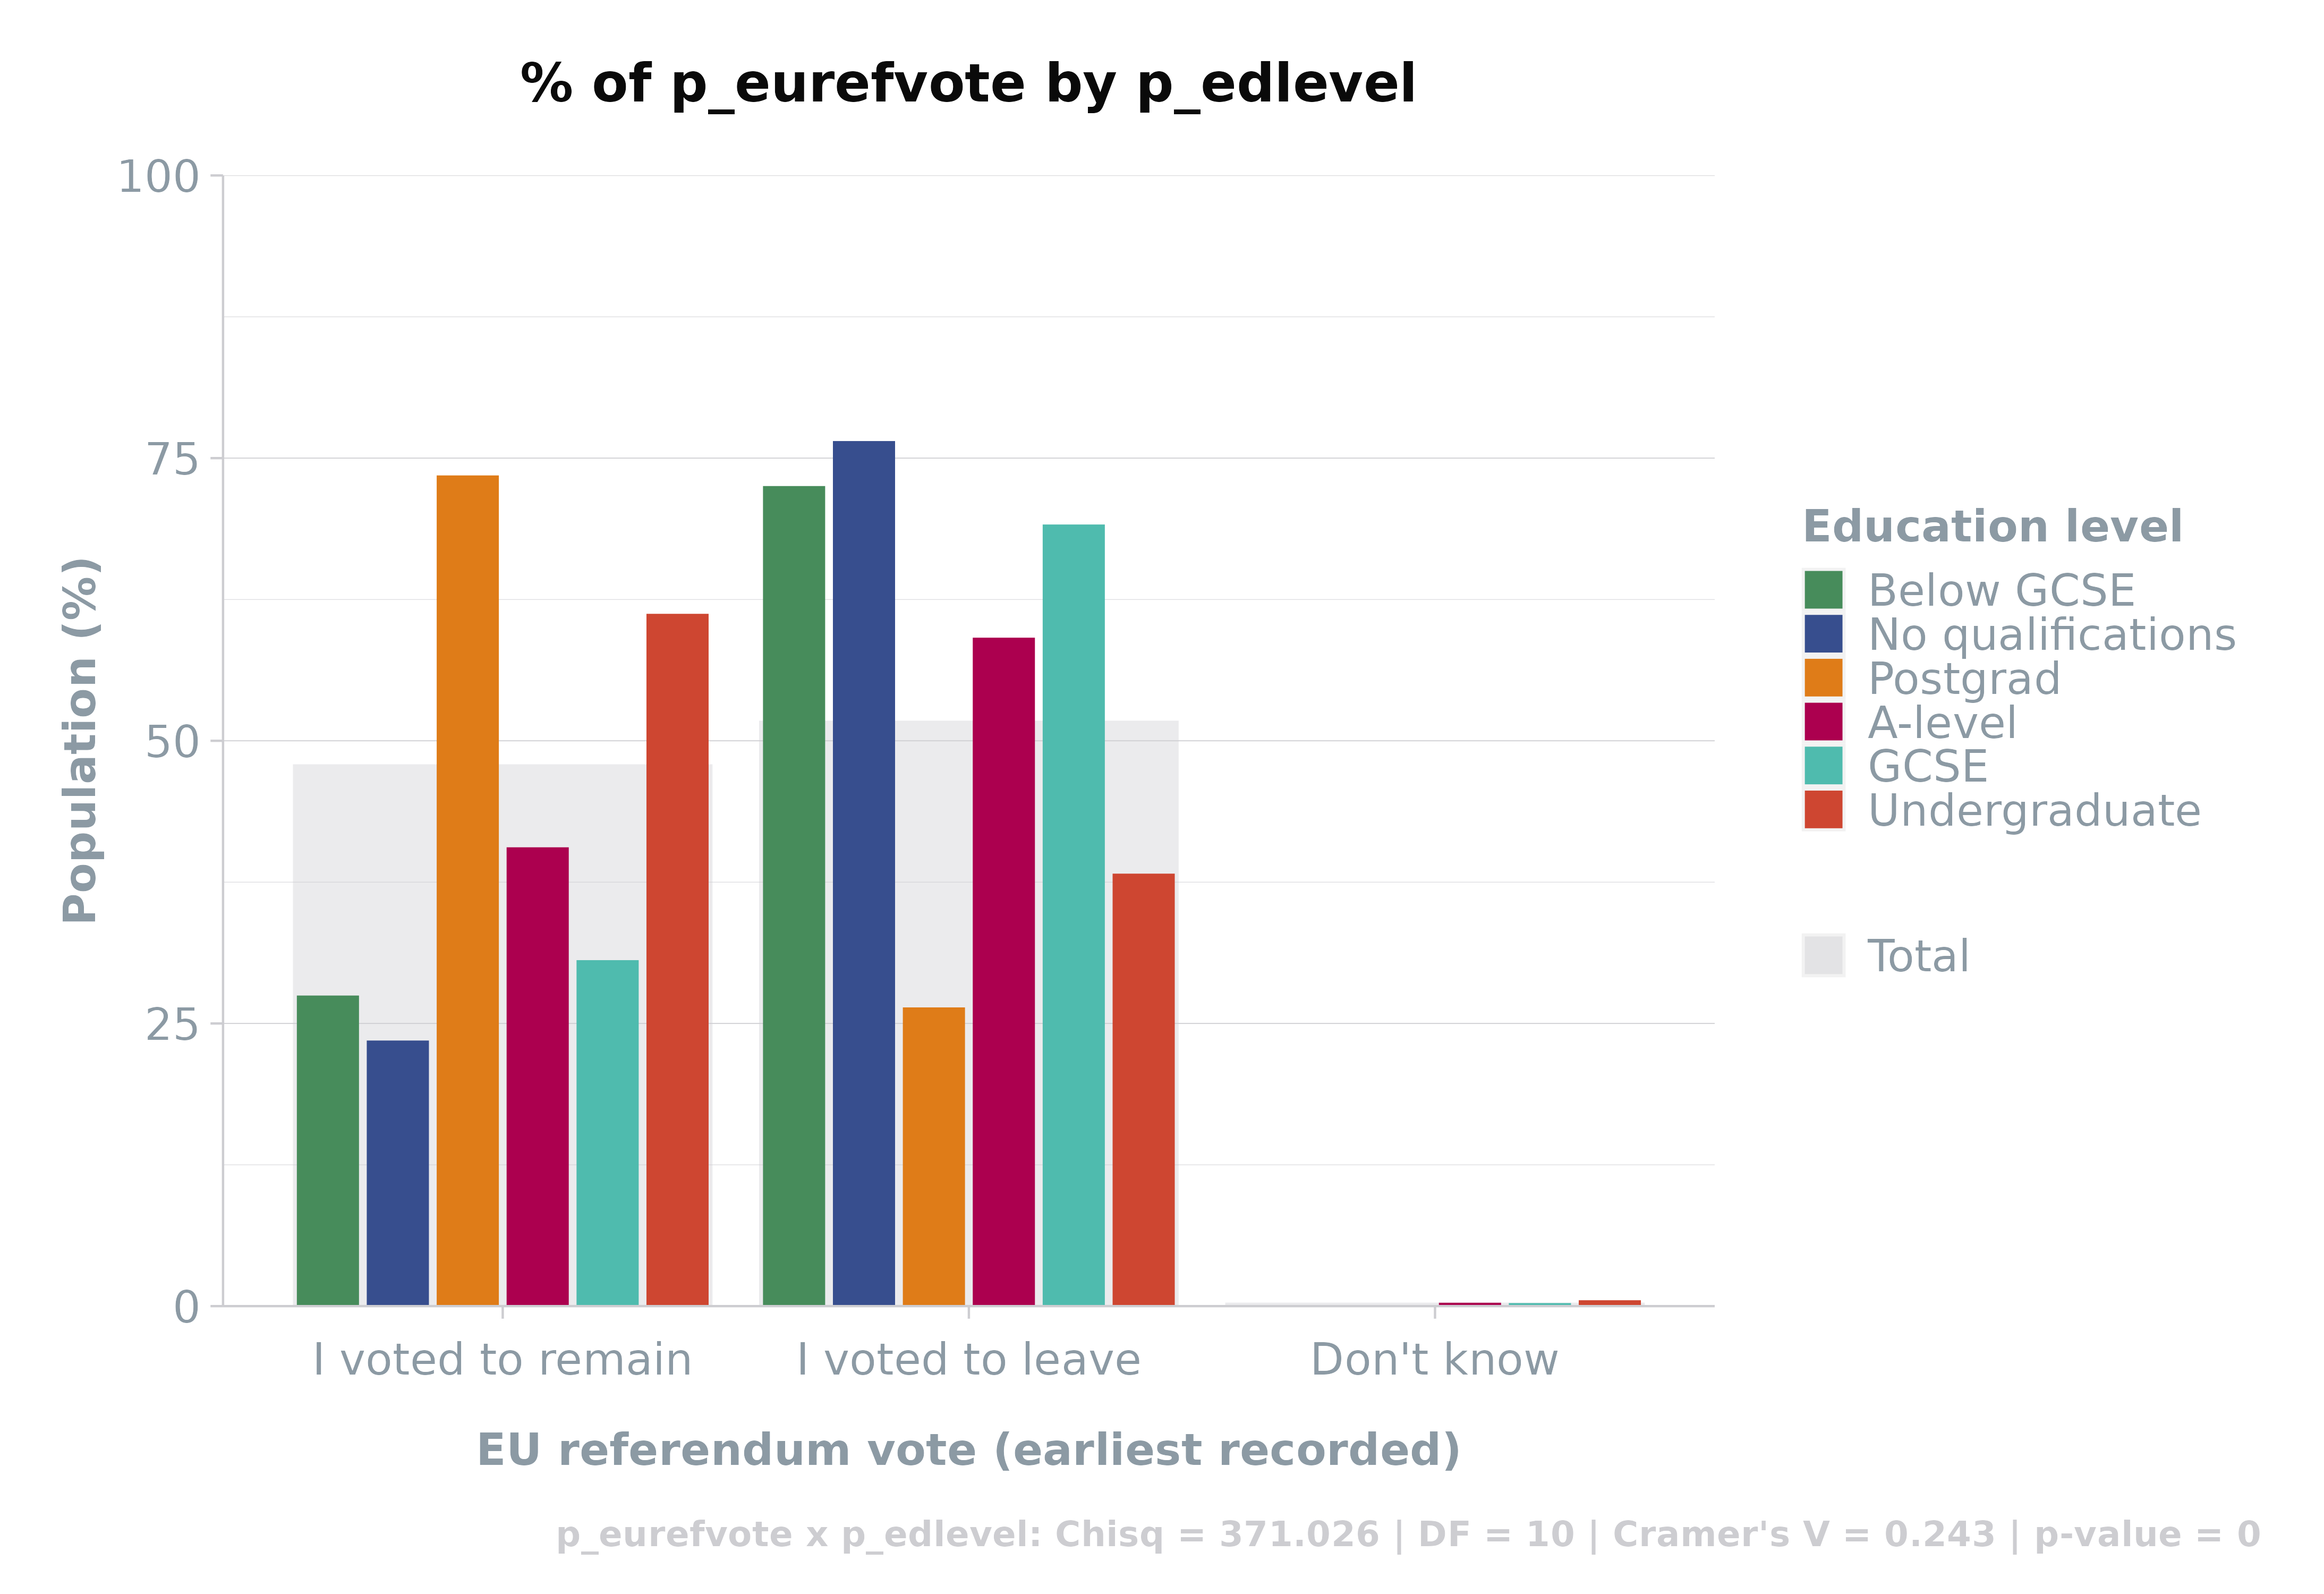 % of p_eurefvote by p_edlevel
100
75
50
25
0
Population (%)
I voted to remain
I voted to leave
Don't know
EU referendum vote (earliest recorded)
Education level
Below GCSE
No qualifications
Postgrad
A-level
GCSE
Undergraduate
Total
p_eurefvote x p_edlevel: Chisq = 371.026 | DF = 10 | Cramer's V = 0.243 | p-value = 0